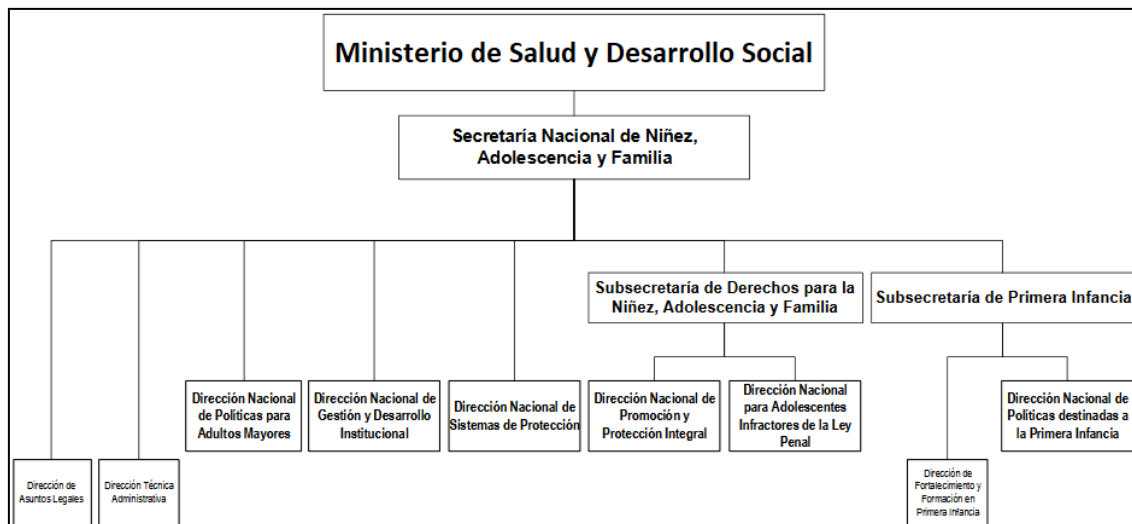 Ministerio de Salud y Desarrollo Social
Secretaría Nacional de Niñez,
Adolescencia y Familia
Subsecretaría de Derechos para la
Niñez, Adolescencia y Familia
Subsecretaría de Primera Infancia
Dirección Nacional
de Políticas para
Adultos Mayores
Dirección Nacional de
Gestión y Desarrollo
Institucional
Dirección Nacional de
Sistemas de Protección
Dirección Nacional de
Promoción y
Protección Integral
Dirección Nacional
para Adolescentes
Infractores de la Ley
Penal
Dirección Nacional de
Políticas destinadas a
la Primera Infancia
Dirección de
Asuntos Legales
Dirección Técnica
Administrativa
Dirección de
Fortalecimiento y
Formación en
Primera Infancia